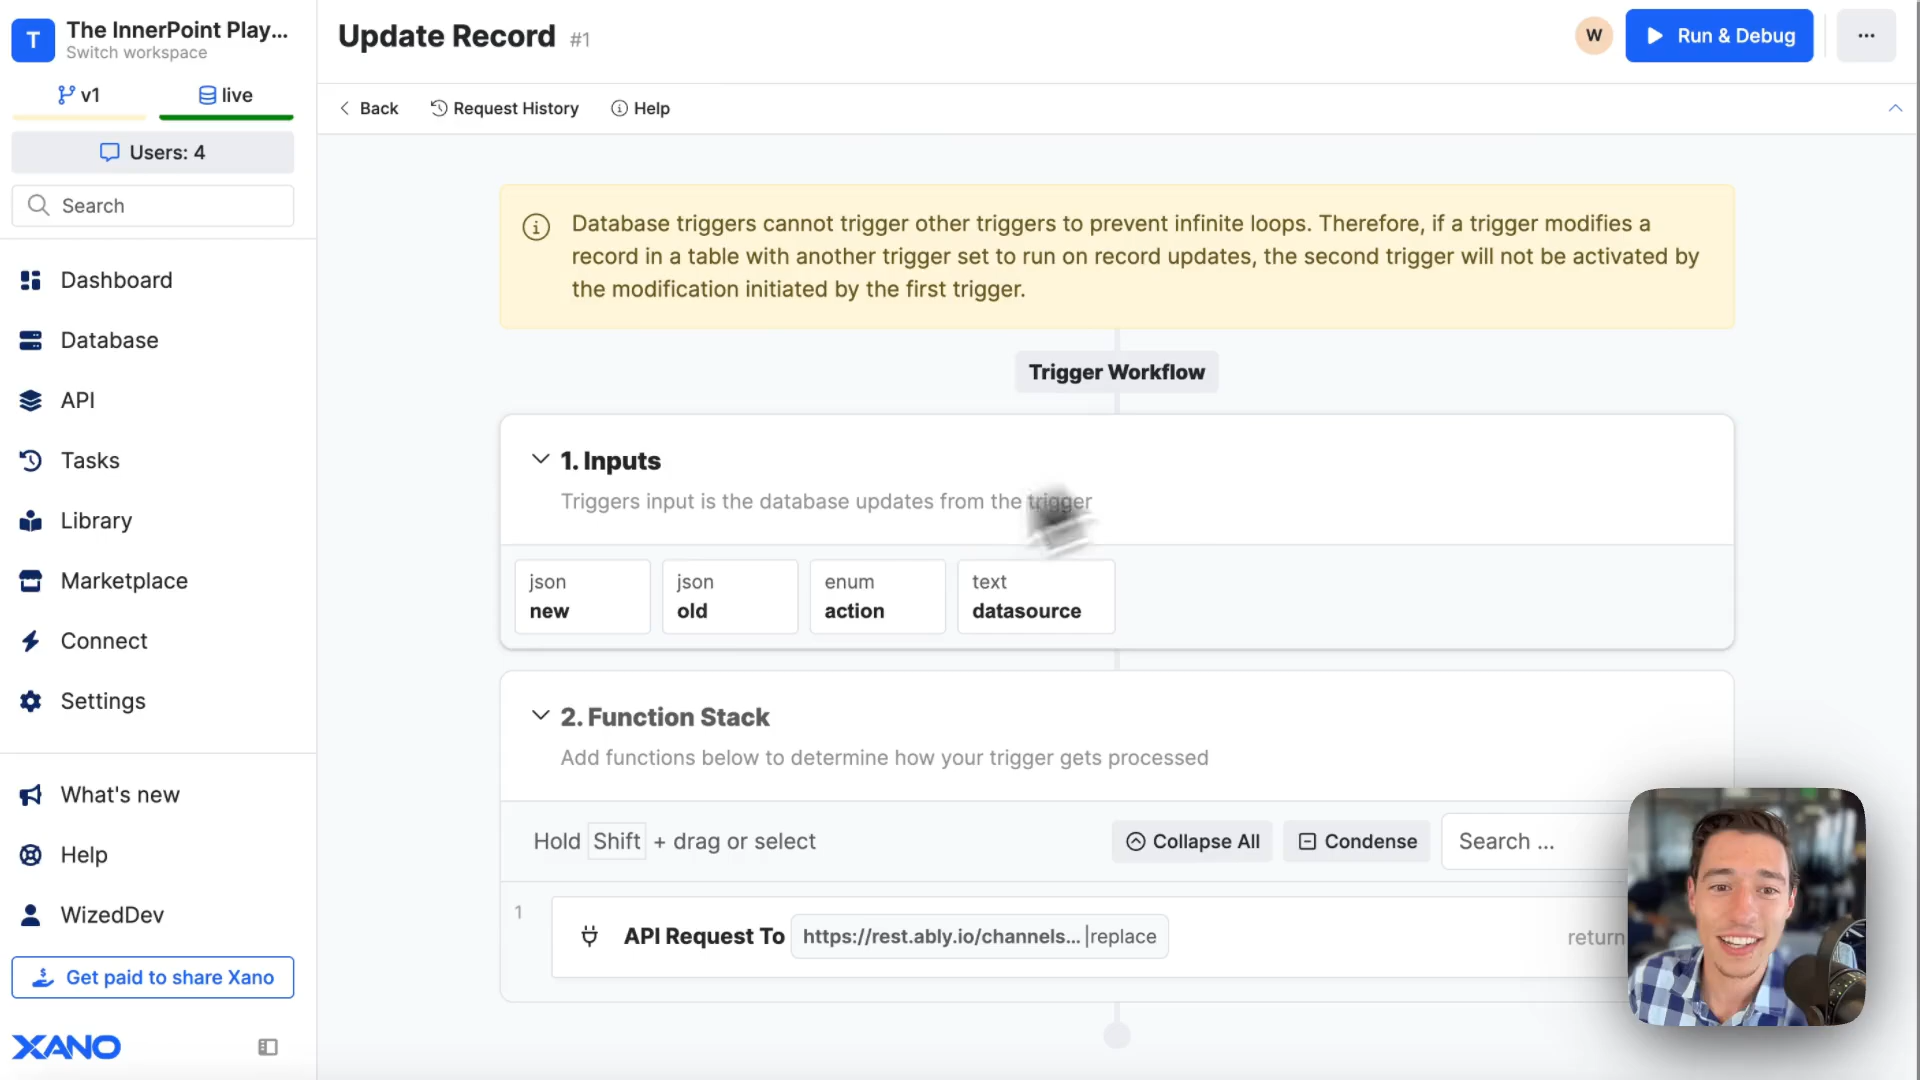 T
The InnerPoint Play...
Switch workspace
v1
live
Users: 4
Search
Dashboard
Database
API
Tasks
Library
Marketplace
Connect
Settings
What's new
Help
WizedDev
Get paid to share Xano
XANO
Update Record #1
W
Run & Debug
...
Back
Request History
Help
Database triggers cannot trigger other triggers to prevent infinite loops. Therefore, if a trigger modifies a
record in a table with another trigger set to run on record updates, the second trigger will not be activated by
the modification initiated by the first trigger.
Trigger Workflow
1. Inputs
Triggers input is the database updates from the trigger
json
new
json
old
enum
action
text
datasource
2. Function Stack
Add functions below to determine how your trigger gets processed
Hold Shift + drag or select
Collapse All
Condense
Search ...
1
API Request To https://rest.ably.io/channels... |replace
return